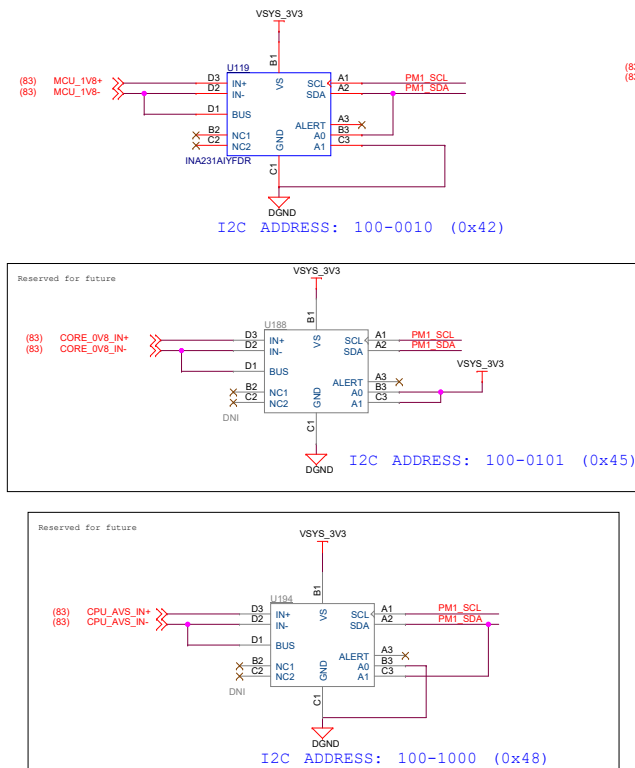 VSYS_3V3
U119
(83) MCU_1V8+ D3 IN+ B1 VS SCL A1 PM1_SCL
(83) MCU_1V8- D2 IN- SDA A2 PM1_SDA
D1 BUS
ALERT A3
B2 NC1 A0 B3
C2 NC2 GND A1 C3
INA231AIYFDR
C1
DGND
I2C ADDRESS: 100-0010 (0x42)
(83
(83
Reserved for future
VSYS_3V3
U188
(83) CORE_0V8_IN+ D3 IN+ B1 VS SCL A1 PM1_SCL
(83) CORE_0V8_IN- D2 IN- SDA A2 PM1_SDA
VSYS_3V3
D1 BUS
ALERT A3
B2 NC1 A0 B3
C2 NC2 GND A1 C3
DNI
C1
DGND
I2C ADDRESS: 100-0101 (0x45)
Reserved for future
VSYS_3V3
U194
(83) CPU_AVS_IN+ D3 IN+ B1 VS SCL A1 PM1_SCL
(83) CPU_AVS_IN- D2 IN- SDA A2 PM1_SDA
D1 BUS
ALERT A3
B2 NC1 A0 B3
C2 NC2 GND A1 C3
DNI
C1
DGND
I2C ADDRESS: 100-1000 (0x48)